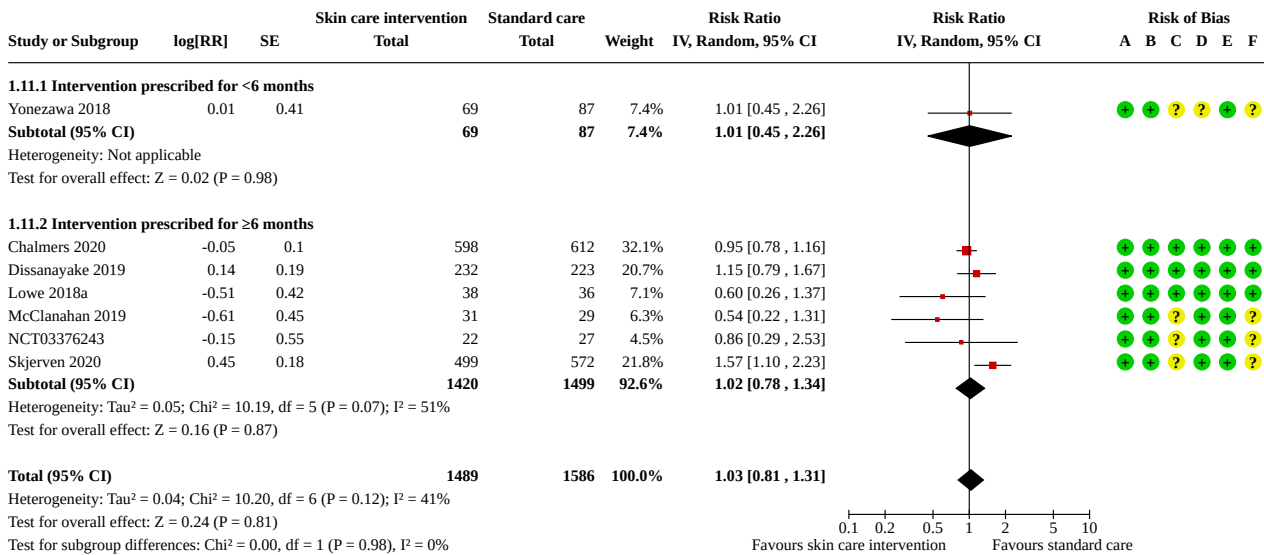 Skin care intervention Standard care Risk Ratio Risk Ratio Risk of Bias
Study or Subgroup log[RR] SE Total Total Weight IV, Random, 95% CI IV, Random, 95% CI A B C D E F
1.11.1 Intervention prescribed for <6 months
Yonezawa 2018 0.01 0.41 69 87 7.4% 1.01 [0.45 , 2.26] + + ? ? + ?
Subtotal (95% CI) 69 87 7.4% 1.01 [0.45 , 2.26]
Heterogeneity: Not applicable
Test for overall effect: Z = 0.02 (P = 0.98)
1.11.2 Intervention prescribed for ≥6 months
Chalmers 2020 -0.05 0.1 598 612 32.1% 0.95 [0.78 , 1.16] + + + + + +
Dissanayake 2019 0.14 0.19 232 223 20.7% 1.15 [0.79 , 1.67] + + + + + +
Lowe 2018a -0.51 0.42 38 36 7.1% 0.60 [0.26 , 1.37] + + + + + +
McClanahan 2019 -0.61 0.45 31 29 6.3% 0.54 [0.22 , 1.31] + + ? + + ?
NCT03376243 -0.15 0.55 22 27 4.5% 0.86 [0.29 , 2.53] + + ? + + ?
Skjerven 2020 0.45 0.18 499 572 21.8% 1.57 [1.10 , 2.23] + + ? + + ?
Subtotal (95% CI) 1420 1499 92.6% 1.02 [0.78 , 1.34]
Heterogeneity: Tau² = 0.05; Chi² = 10.19, df = 5 (P = 0.07); I² = 51%
Test for overall effect: Z = 0.16 (P = 0.87)
Total (95% CI) 1489 1586 100.0% 1.03 [0.81 , 1.31]
Heterogeneity: Tau² = 0.04; Chi² = 10.20, df = 6 (P = 0.12); I² = 41%
Test for overall effect: Z = 0.24 (P = 0.81)
0.1 0.2 0.5 1 2 5 10
Test for subgroup differences: Chi² = 0.00, df = 1 (P = 0.98), I² = 0% Favours skin care intervention Favours standard care